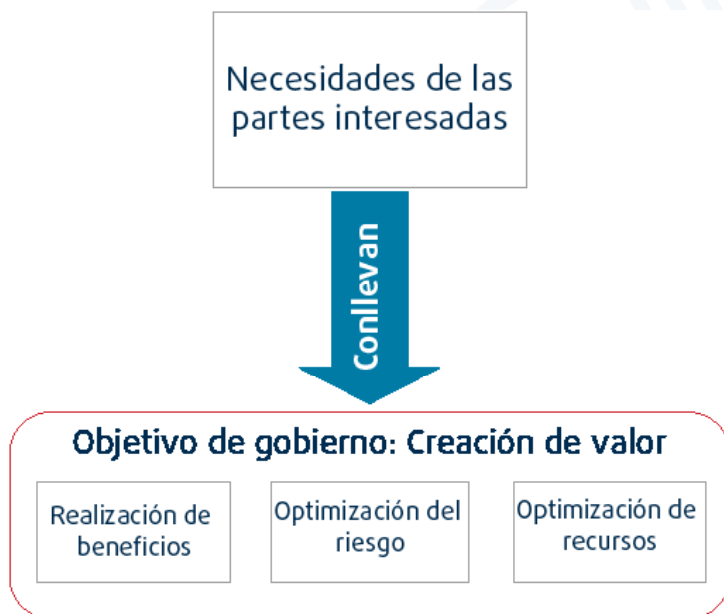 Necesidades de las
partes interesadas
Conllevan
Objetivo de gobierno: Creación de valor
Realización de
beneficios
Optimización del
riesgo
Optimización de
recursos